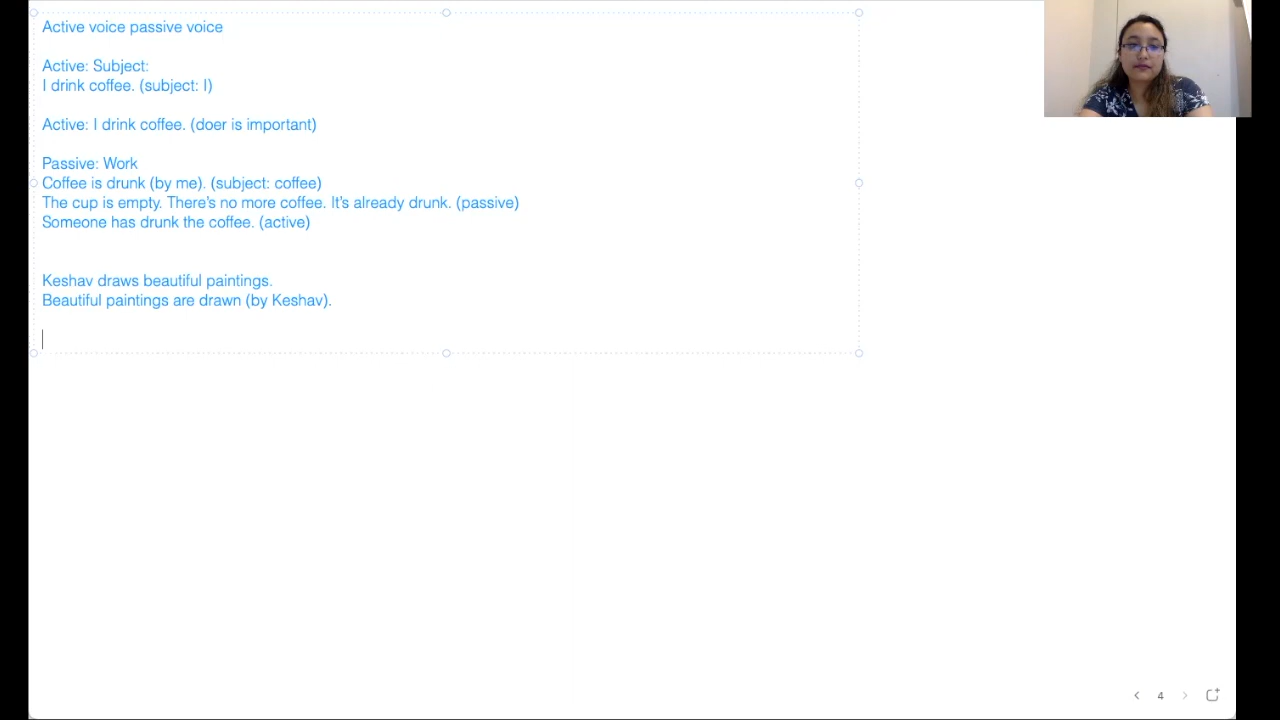 Active voice passive voice
Active: Subject:
I drink coffee. (subject: I)
Active: I drink coffee. (doer is important)
Passive: Work
Coffee is drunk (by me). (subject: coffee)
The cup is empty. There’s no more coffee. It’s already drunk. (passive)
Someone has drunk the coffee. (active)
Keshav draws beautiful paintings.
Beautiful paintings are drawn (by Keshav).
4